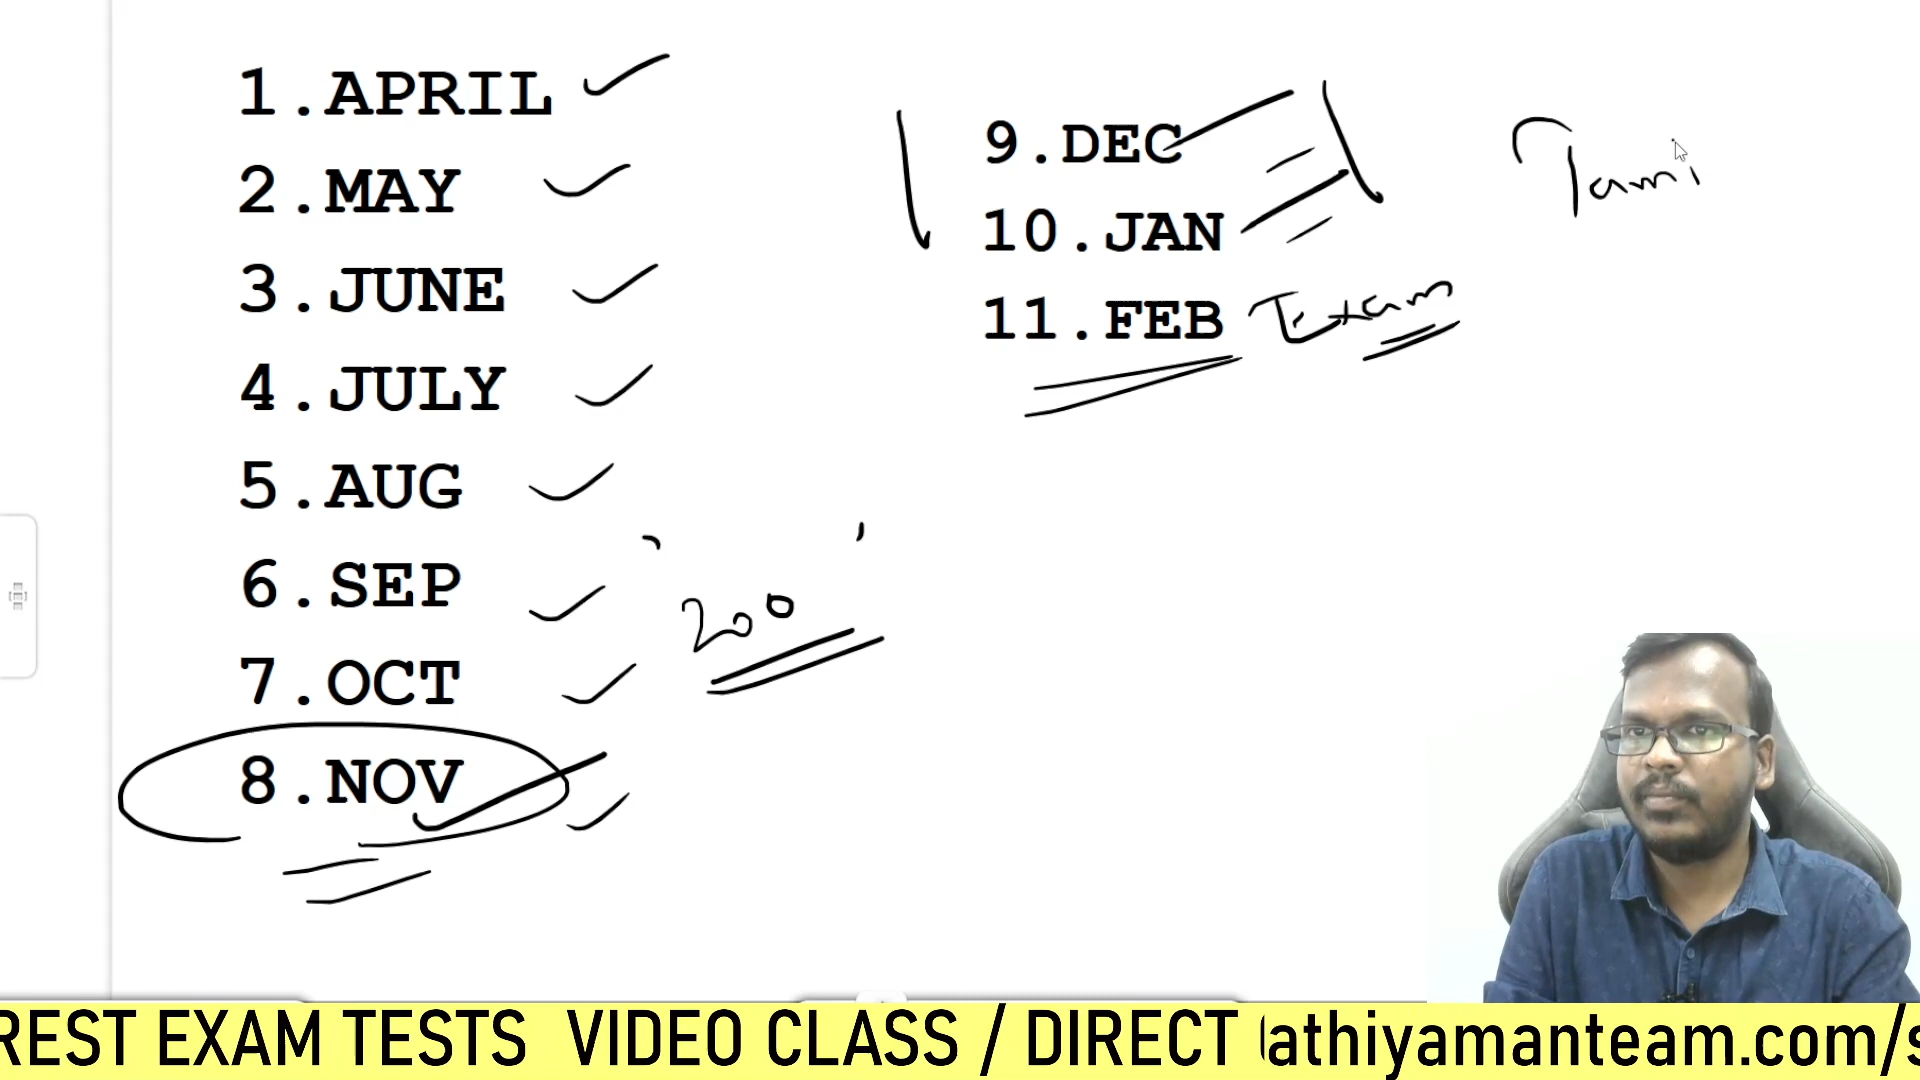 1.APRIL
2.MAY
3.JUNE
4.JULY
5.AUG
6.SEP
7.OCT
8.NOV
200
9.DEC
10.JAN
11.FEB Exam
Tami
REST EXAM TESTS VIDEO CLASS / DIRECT (athiyamanteam.com/s